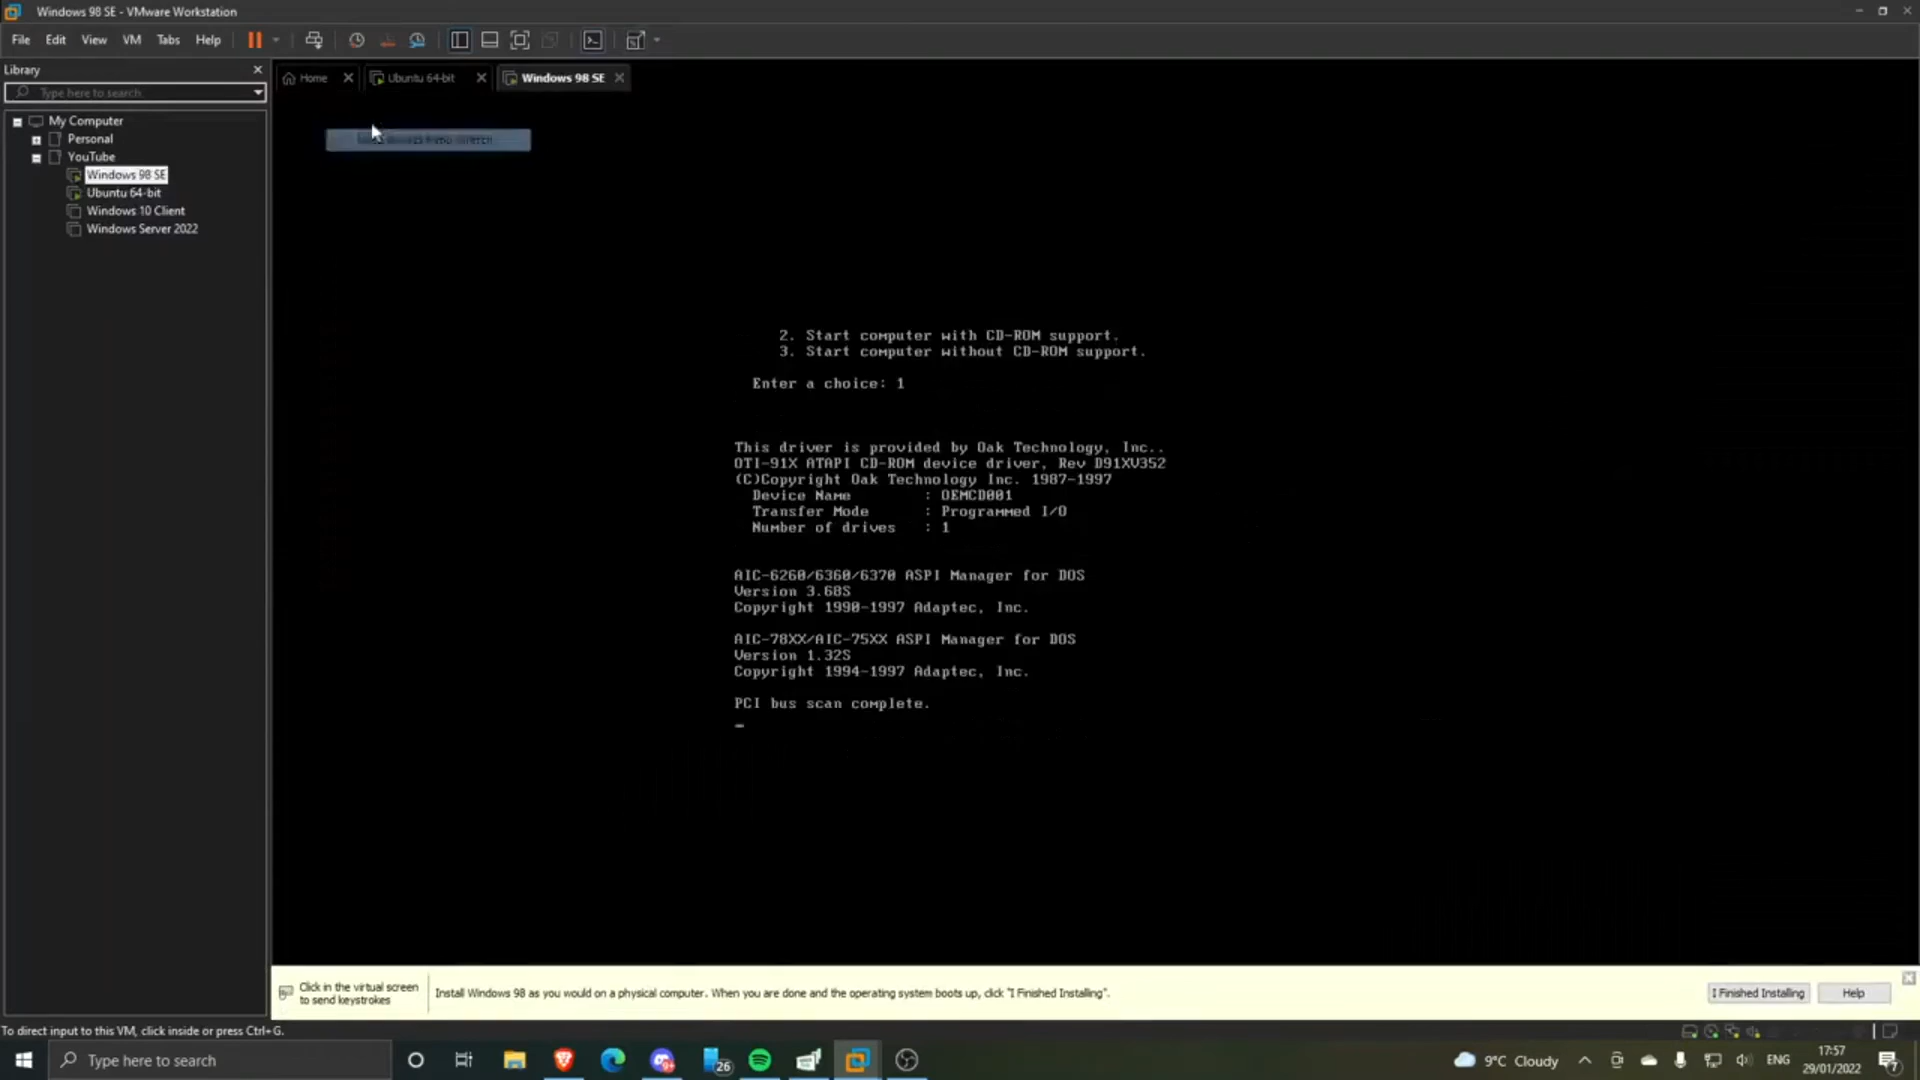 Windows 98 SE - VMware Workstation
File Edit View VM Tabs Help
Library
Type here to search
Home
Ubuntu 64-bit
Windows 98 SE
My Computer
Personal
YouTube
Windows 98 SE
Ubuntu 64-bit
Windows 10 Client
Windows Server 2022
2. Start computer with CD-ROM support.
3. Start computer without CD-ROM support.
Enter a choice: 1
This driver is provided by Oak Technology, Inc..
OTI-91X ATAPI CD-ROM device driver, Rev D91XV352
(C)Copyright Oak Technology Inc. 1987-1997
Device Name : OEMCD001
Transfer Mode : Programmed I/O
Number of drives : 1
AIC-6260/6360/6370 ASPI Manager for DOS
Version 3.68S
Copyright 1990-1997 Adaptec, Inc.
AIC-78XX/AIC-75XX ASPI Manager for DOS
Version 1.32S
Copyright 1994-1997 Adaptec, Inc.
PCI bus scan complete.
_
Click in the virtual screen
to send keystrokes
Install Windows 98 as you would on a physical computer. When you are done and the operating system boots up, click "I Finished Installing".
I Finished Installing
Help
To direct input to this VM, click inside or press Ctrl+G.
Type here to search
26
9°C Cloudy
ENG
17:57
29/01/2022
7